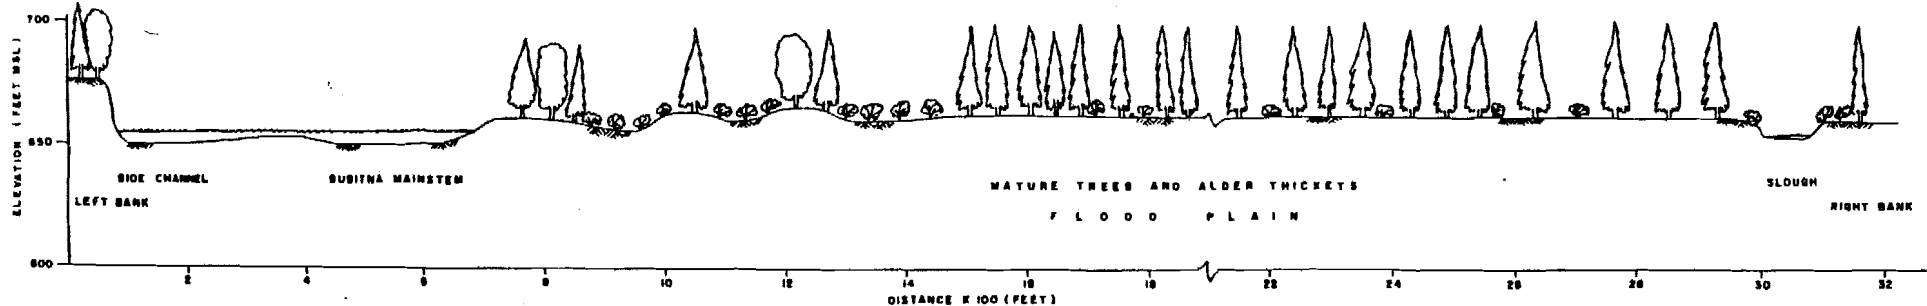 700
650
600
ELEVATION (FEET MSL)
SIDE CHANNEL
SUSITNA MAINSTEM
LEFT BANK
MATURE TREES AND ALDER THICKETS
FLOOD PLAIN
SLOUGH
RIGHT BANK
2 4 6 8 10 12 14 16 18 22 24 26 28 30 32
DISTANCE X 100 (FEET)